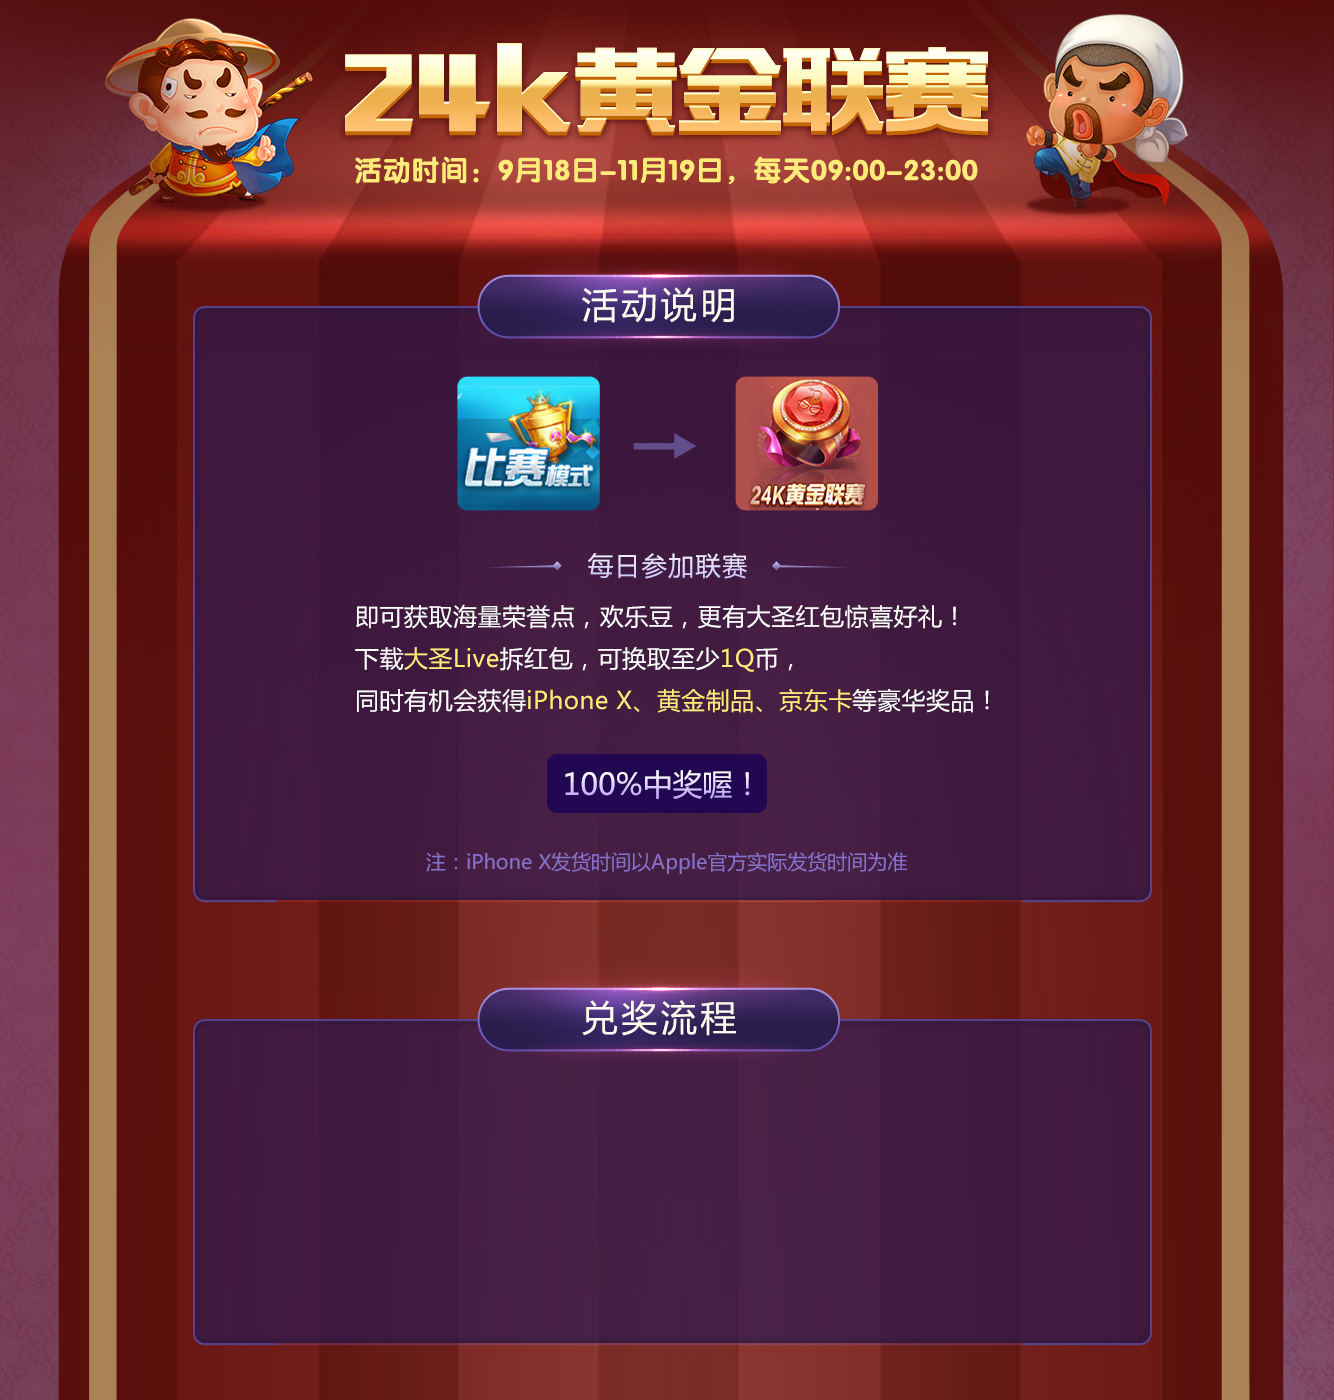 24k黄金联赛
活动时间：9月18日-11月19日，每天09:00-23:00
活动说明
比赛模式
24K黄金联赛
每日参加联赛
即可获取海量荣誉点，欢乐豆，更有大圣红包惊喜好礼！
下载大圣Live拆红包，可换取至少1Q币，
同时有机会获得iPhone X、黄金制品、京东卡等豪华奖品！
100%中奖喔！
注：iPhone X发货时间以Apple官方实际发货时间为准
兑奖流程